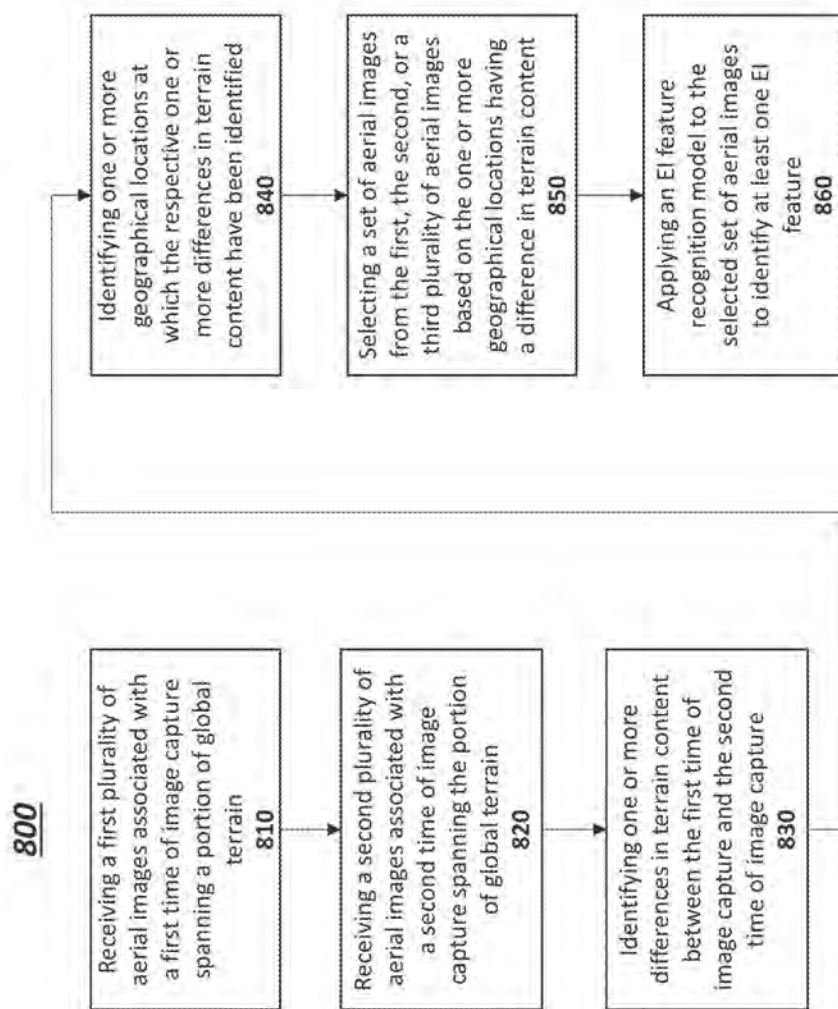 800
Receiving a first plurality of
aerial images associated with
a first time of image capture
spanning a portion of global
terrain
810
Receiving a second plurality of
aerial images associated with
a second time of image
capture spanning the portion
of global terrain
820
Identifying one or more
differences in terrain content
between the first time of
image capture and the second
time of image capture
830
Identifying one or more
geographical locations at
which the respective one or
more differences in terrain
content have been identified
840
Selecting a set of aerial images
from the first, the second, or a
third plurality of aerial images
based on the one or more
geographical locations having
a difference in terrain content
850
Applying an EI feature
recognition model to the
selected set of aerial images
to identify at least one EI
feature
860